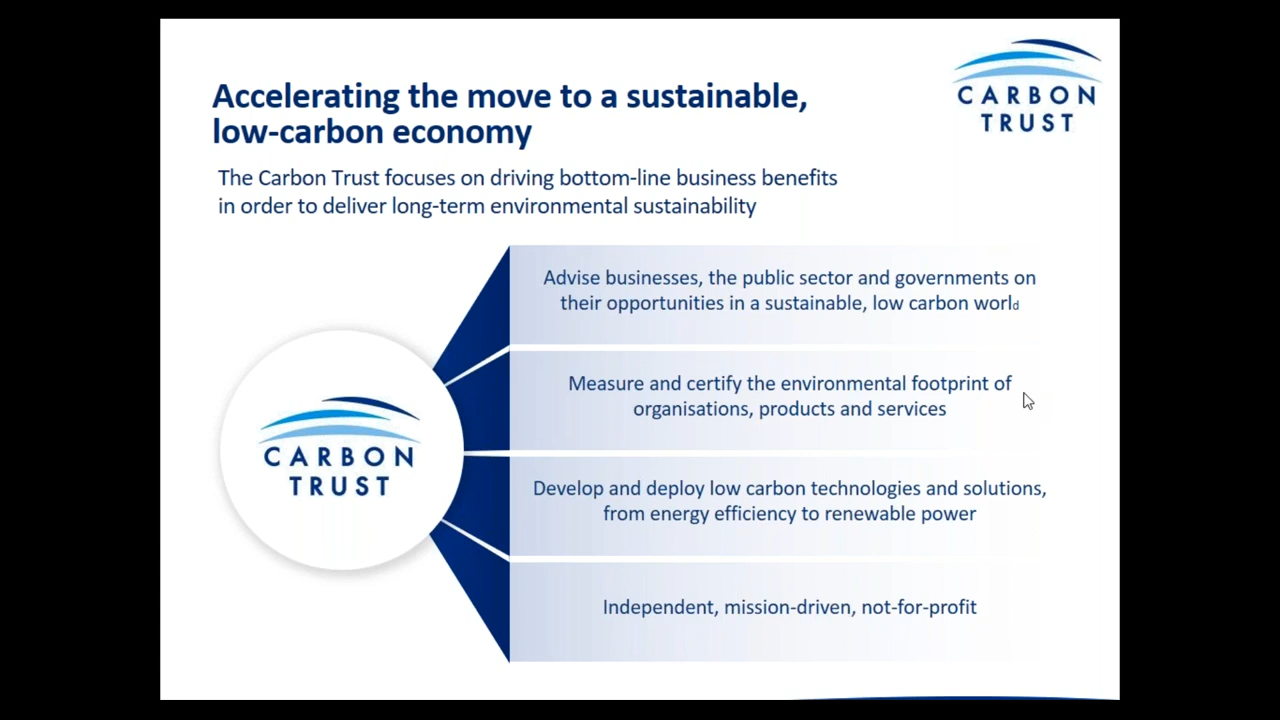 CARBON
TRUST
Accelerating the move to a sustainable,
low-carbon economy
The Carbon Trust focuses on driving bottom-line business benefits
in order to deliver long-term environmental sustainability
Advise businesses, the public sector and governments on
their opportunities in a sustainable, low carbon world
Measure and certify the environmental footprint of
organisations, products and services
CARBON
TRUST
Develop and deploy low carbon technologies and solutions,
from energy efficiency to renewable power
Independent, mission-driven, not-for-profit